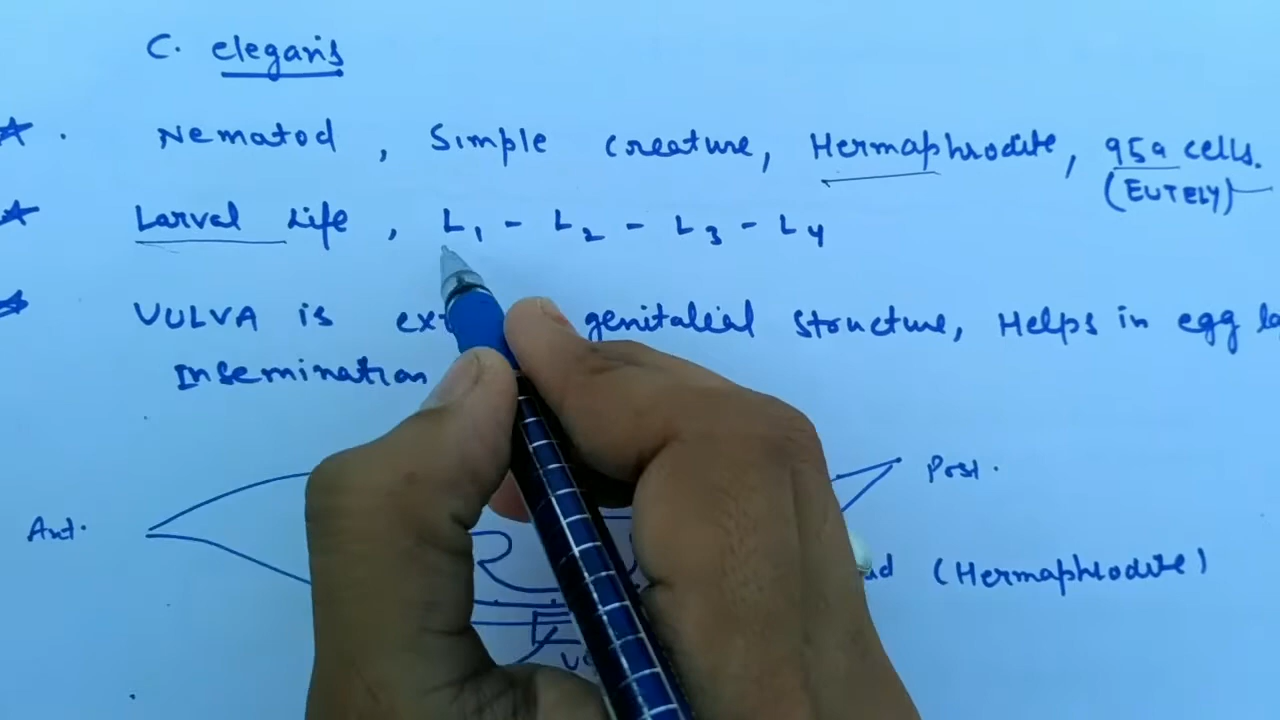 C. elegans
Nematod, Simple creature, Hermaphrodite, 959 cells.
(EUTELY)
Larval Life, L1 - L2 - L3 - L4
VULVA is genitalial structure, Helps in egg
Insemination
Post.
Ant.
(Hermaphrodite)